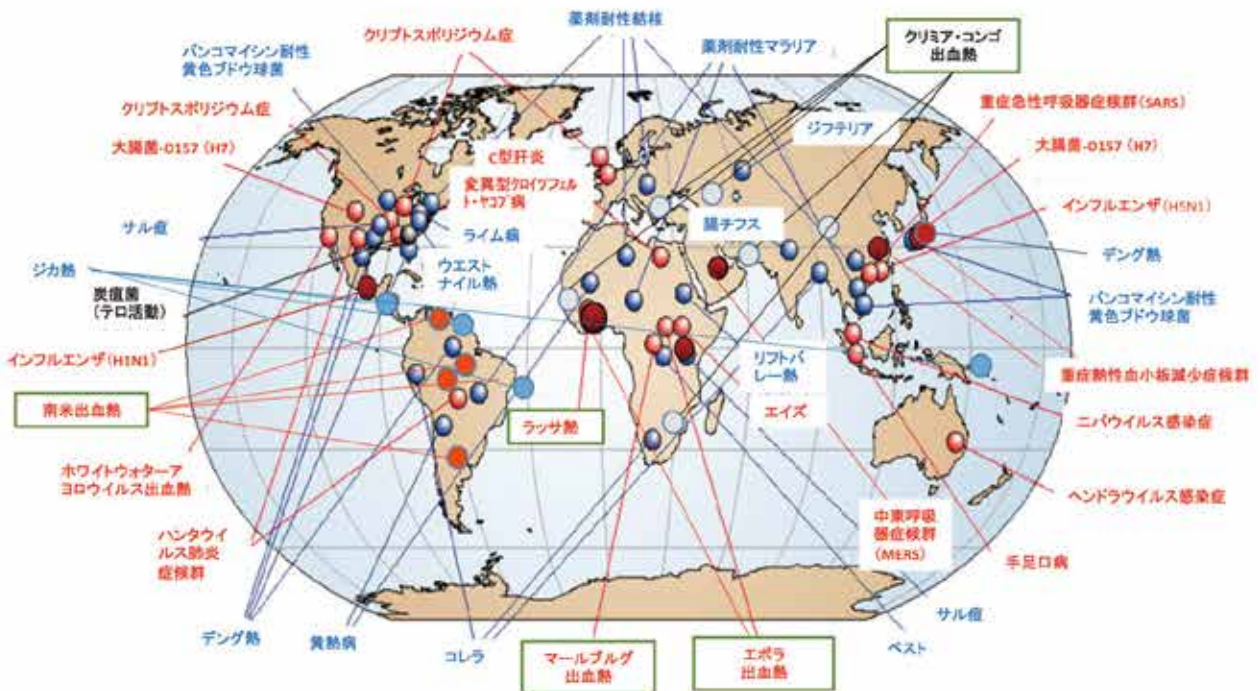 薬剤耐性結核
クリプトスポリジウム症
薬剤耐性マラリア
クリミア・コンゴ
出血熱
バンコマイシン耐性
黄色ブドウ球菌
クリプトスポリジウム症
重症急性呼吸器症候群(SARS)
ジフテリア
大腸菌-O157 (H7)
大腸菌-O157 (H7)
C型肝炎
変異型クロイツフェル
ト・ヤコブ病
インフルエンザ(H5N1)
サル痘
ライム病
腸チフス
デング熱
ジカ熱
ウエスト
ナイル熱
炭疽菌
(テロ活動)
バンコマイシン耐性
黄色ブドウ球菌
インフルエンザ(H1N1)
リフトバ
レー熱
重症熱性血小板減少症候群
南米出血熱
ラッサ熱
エイズ
ニパウイルス感染症
ホワイトウォターア
ヨロウイルス出血熱
ヘンドラウイルス感染症
中東呼吸
器症候群
(MERS)
ハンタウイ
ルス肺炎
症候群
手足口病
サル痘
デング熱
黄熱病
コレラ
マールブルグ
出血熱
エボラ
出血熱
ペスト